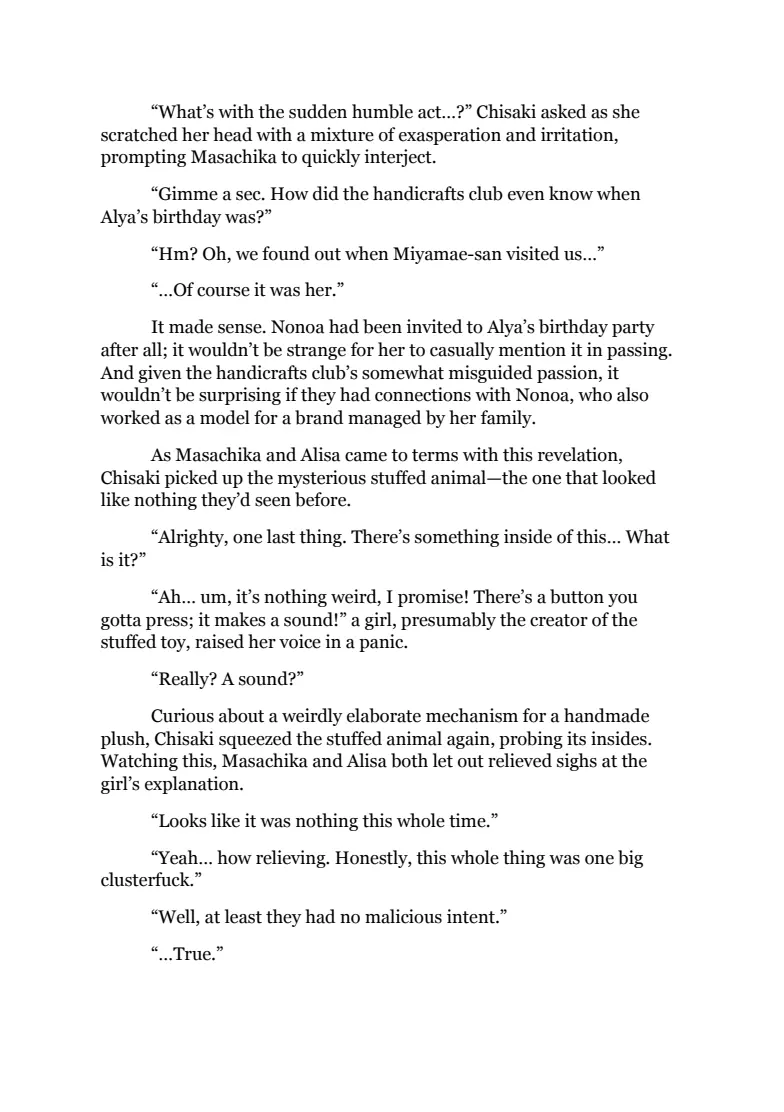 “What’s with the sudden humble act…?” Chisaki asked as she
scratched her head with a mixture of exasperation and irritation,
prompting Masachika to quickly interject.
“Gimme a sec. How did the handicrafts club even know when
Alya’s birthday was?”
“Hm? Oh, we found out when Miyamae-san visited us…”
“…Of course it was her.”
It made sense. Nonoa had been invited to Alya’s birthday party
after all; it wouldn’t be strange for her to casually mention it in passing.
And given the handicrafts club’s somewhat misguided passion, it
wouldn’t be surprising if they had connections with Nonoa, who also
worked as a model for a brand managed by her family.
As Masachika and Alisa came to terms with this revelation,
Chisaki picked up the mysterious stuffed animal—the one that looked
like nothing they’d seen before.
“Alrighty, one last thing. There’s something inside of this… What
is it?”
“Ah… um, it’s nothing weird, I promise! There’s a button you
gotta press; it makes a sound!” a girl, presumably the creator of the
stuffed toy, raised her voice in a panic.
“Really? A sound?”
Curious about a weirdly elaborate mechanism for a handmade
plush, Chisaki squeezed the stuffed animal again, probing its insides.
Watching this, Masachika and Alisa both let out relieved sighs at the
girl’s explanation.
“Looks like it was nothing this whole time.”
“Yeah… how relieving. Honestly, this whole thing was one big
clusterfuck.”
“Well, at least they had no malicious intent.”
“…True.”